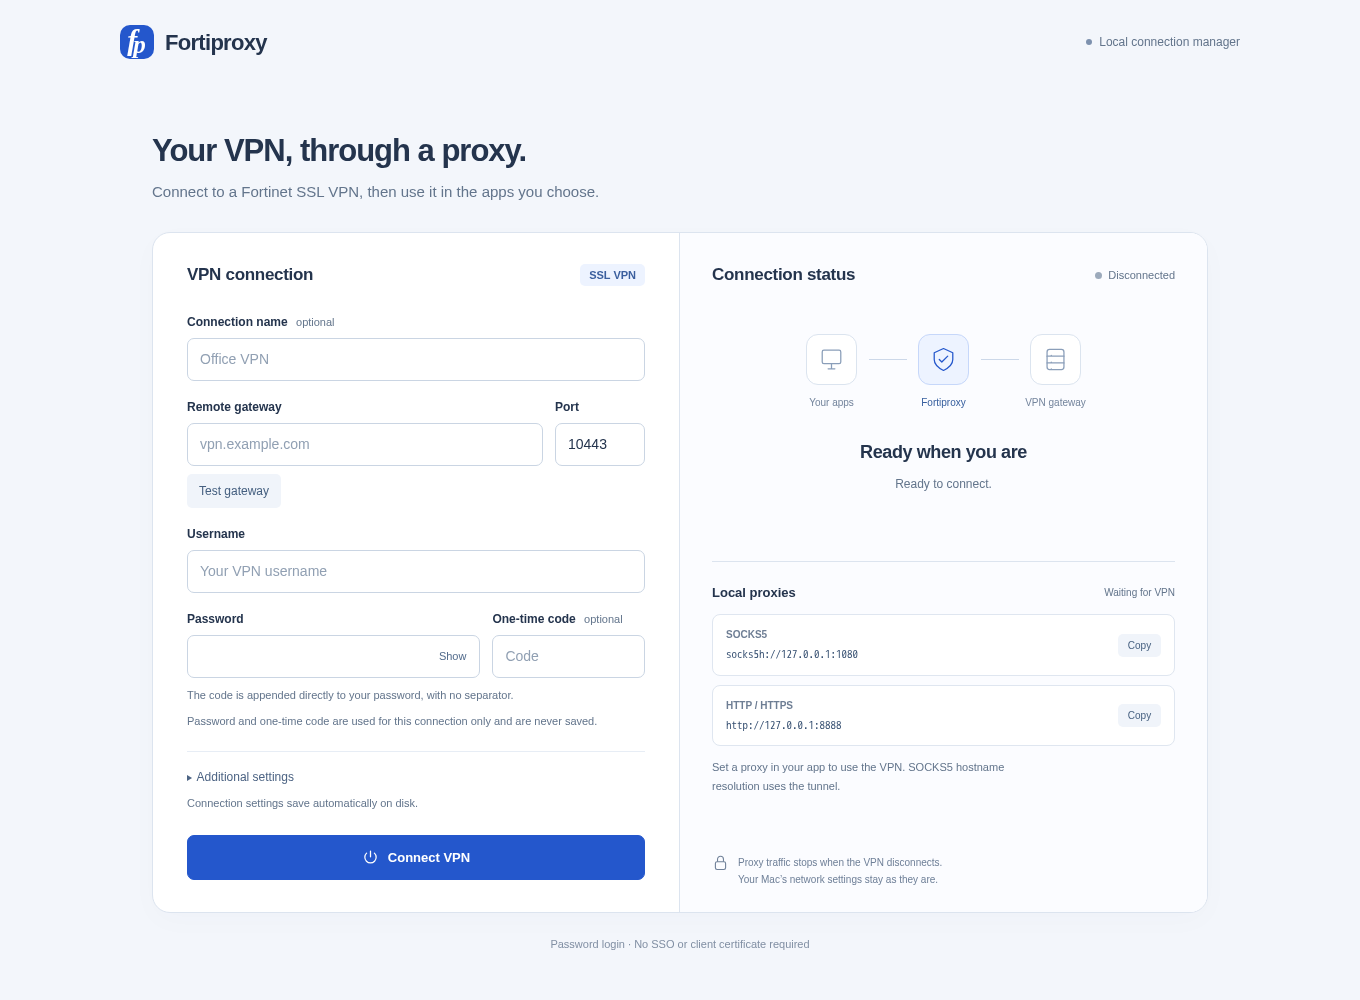 fp Fortiproxy
Local connection manager
Your VPN, through a proxy.
Connect to a Fortinet SSL VPN, then use it in the apps you choose.
VPN connection
SSL VPN
Connection name optional
Office VPN
Remote gateway
Port
vpn.example.com
10443
Test gateway
Username
Your VPN username
Password
One-time code optional
Show
Code
The code is appended directly to your password, with no separator.
Password and one-time code are used for this connection only and are never saved.
Additional settings
Connection settings save automatically on disk.
Connect VPN
Connection status
Disconnected
Your apps
Fortiproxy
VPN gateway
Ready when you are
Ready to connect.
Local proxies
Waiting for VPN
SOCKS5
socks5h://127.0.0.1:1080
Copy
HTTP / HTTPS
http://127.0.0.1:8888
Copy
Set a proxy in your app to use the VPN. SOCKS5 hostname
resolution uses the tunnel.
Proxy traffic stops when the VPN disconnects.
Your Mac’s network settings stay as they are.
Password login · No SSO or client certificate required